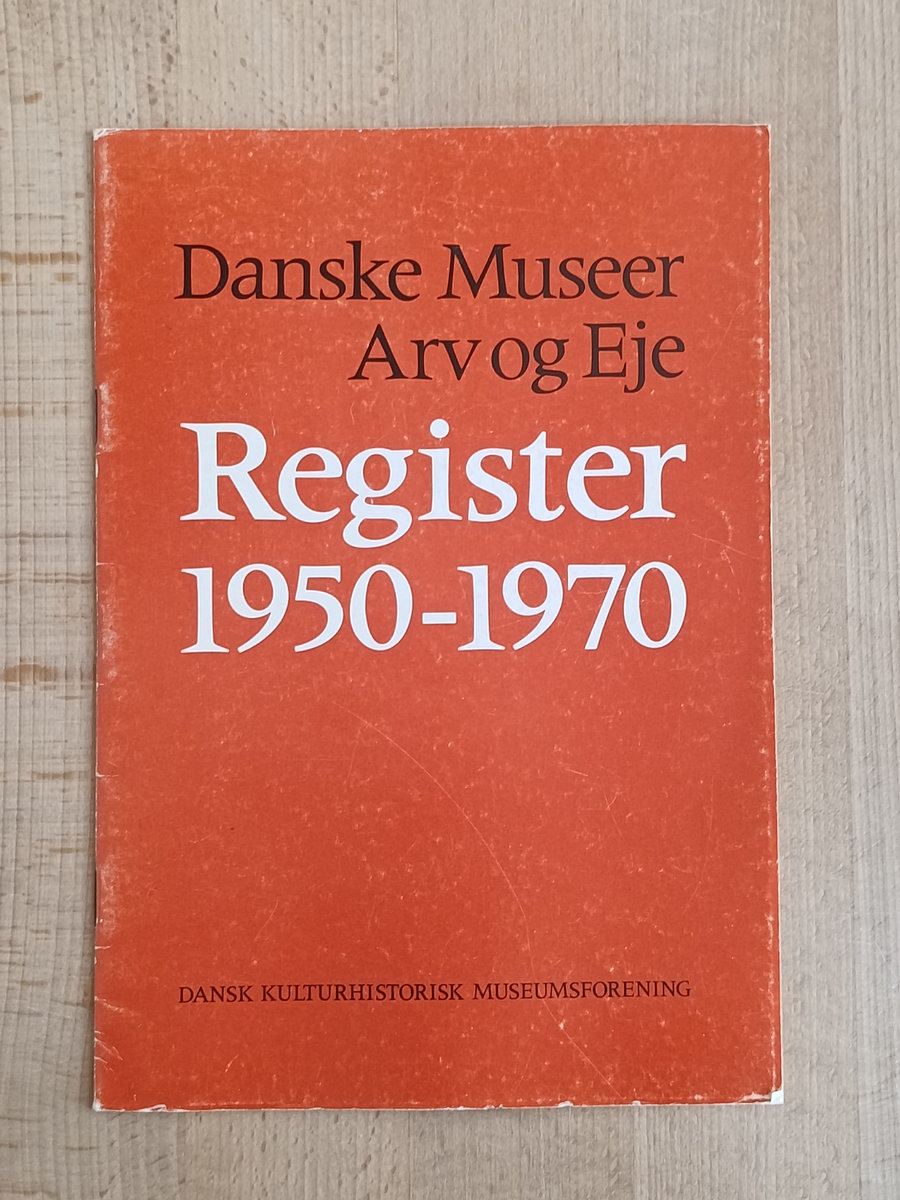 Danske Museer
Arv og Eje
Register
1950-1970
DANSK KULTURHISTORISK MUSEUMSFORENING